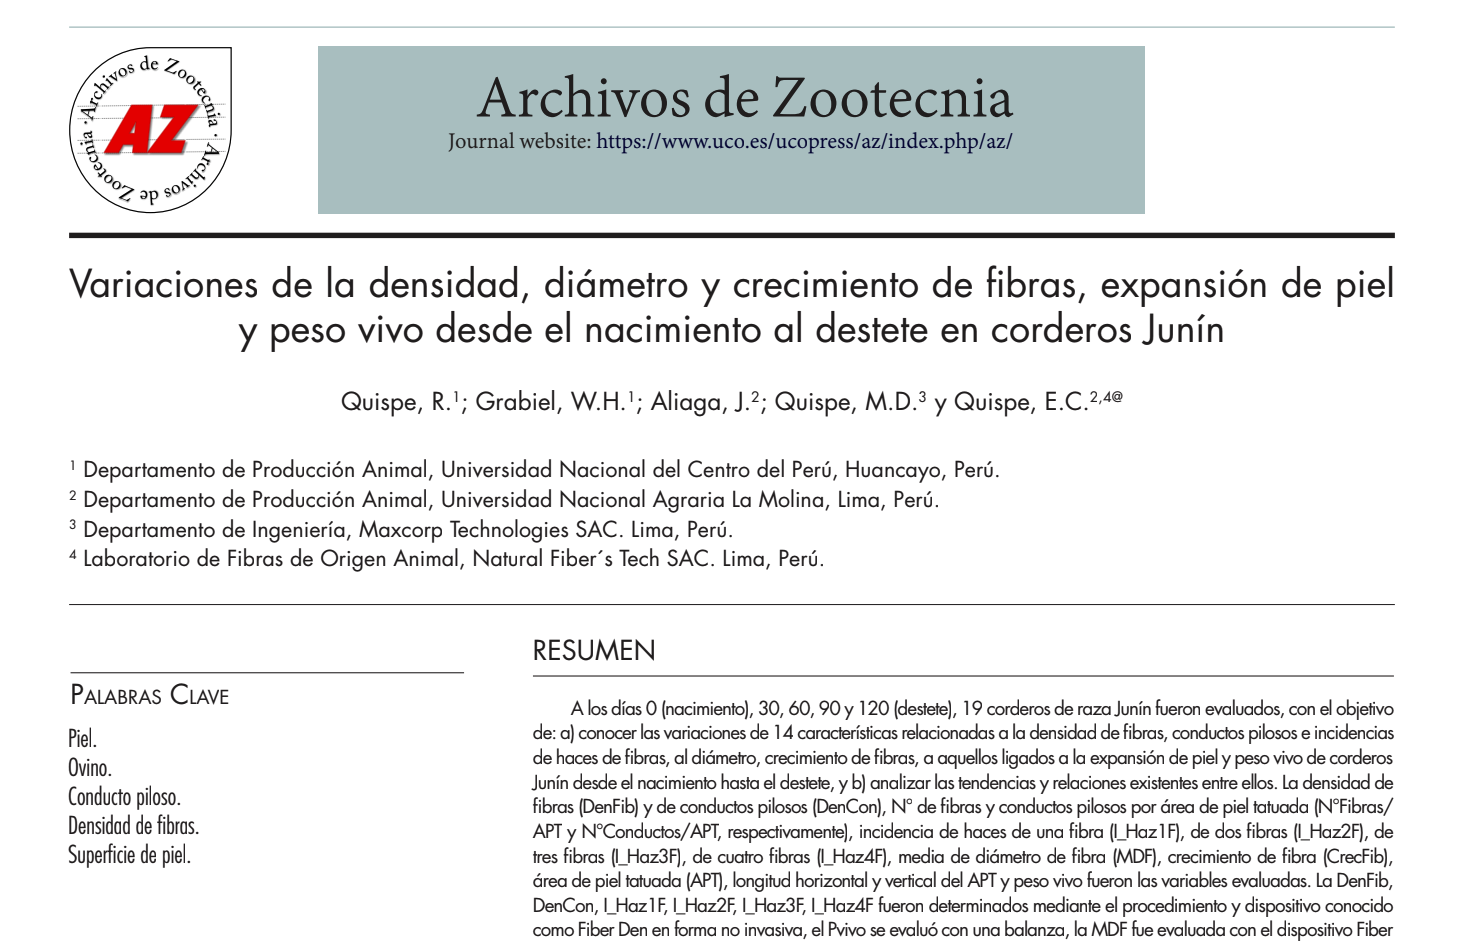 ·Archivos de Zootecnia · Archivos de Zootecnia
AZ
Archivos de Zootecnia
Journal website: https://www.uco.es/ucopress/az/index.php/az/
Variaciones de la densidad, diámetro y crecimiento de fibras, expansión de piel
y peso vivo desde el nacimiento al destete en corderos Junín
Quispe, R.¹; Grabiel, W.H.¹; Aliaga, J.²; Quispe, M.D.³ y Quispe, E.C.²,⁴@
¹ Departamento de Producción Animal, Universidad Nacional del Centro del Perú, Huancayo, Perú.
² Departamento de Producción Animal, Universidad Nacional Agraria La Molina, Lima, Perú.
³ Departamento de Ingeniería, Maxcorp Technologies SAC. Lima, Perú.
⁴ Laboratorio de Fibras de Origen Animal, Natural Fiber´s Tech SAC. Lima, Perú.
Palabras Clave
Piel.
Ovino.
Conducto piloso.
Densidad de fibras.
Superficie de piel.
RESUMEN
A los días 0 (nacimiento), 30, 60, 90 y 120 (destete), 19 corderos de raza Junín fueron evaluados, con el objetivo
de: a) conocer las variaciones de 14 características relacionadas a la densidad de fibras, conductos pilosos e incidencias
de haces de fibras, al diámetro, crecimiento de fibras, a aquellos ligados a la expansión de piel y peso vivo de corderos
Junín desde el nacimiento hasta el destete, y b) analizar las tendencias y relaciones existentes entre ellos. La densidad de
fibras (DenFib) y de conductos pilosos (DenCon), N° de fibras y conductos pilosos por área de piel tatuada (N°Fibras/
APT y N°Conductos/APT, respectivamente), incidencia de haces de una fibra (I_Haz1F), de dos fibras (I_Haz2F), de
tres fibras (I_Haz3F), de cuatro fibras (I_Haz4F), media de diámetro de fibra (MDF), crecimiento de fibra (CrecFib),
área de piel tatuada (APT), longitud horizontal y vertical del APT y peso vivo fueron las variables evaluadas. La DenFib,
DenCon, I_Haz1F, I_Haz2F, I_Haz3F, I_Haz4F fueron determinados mediante el procedimiento y dispositivo conocido
como Fiber Den en forma no invasiva, el Pvivo se evaluó con una balanza, la MDF fue evaluada con el dispositivo Fiber